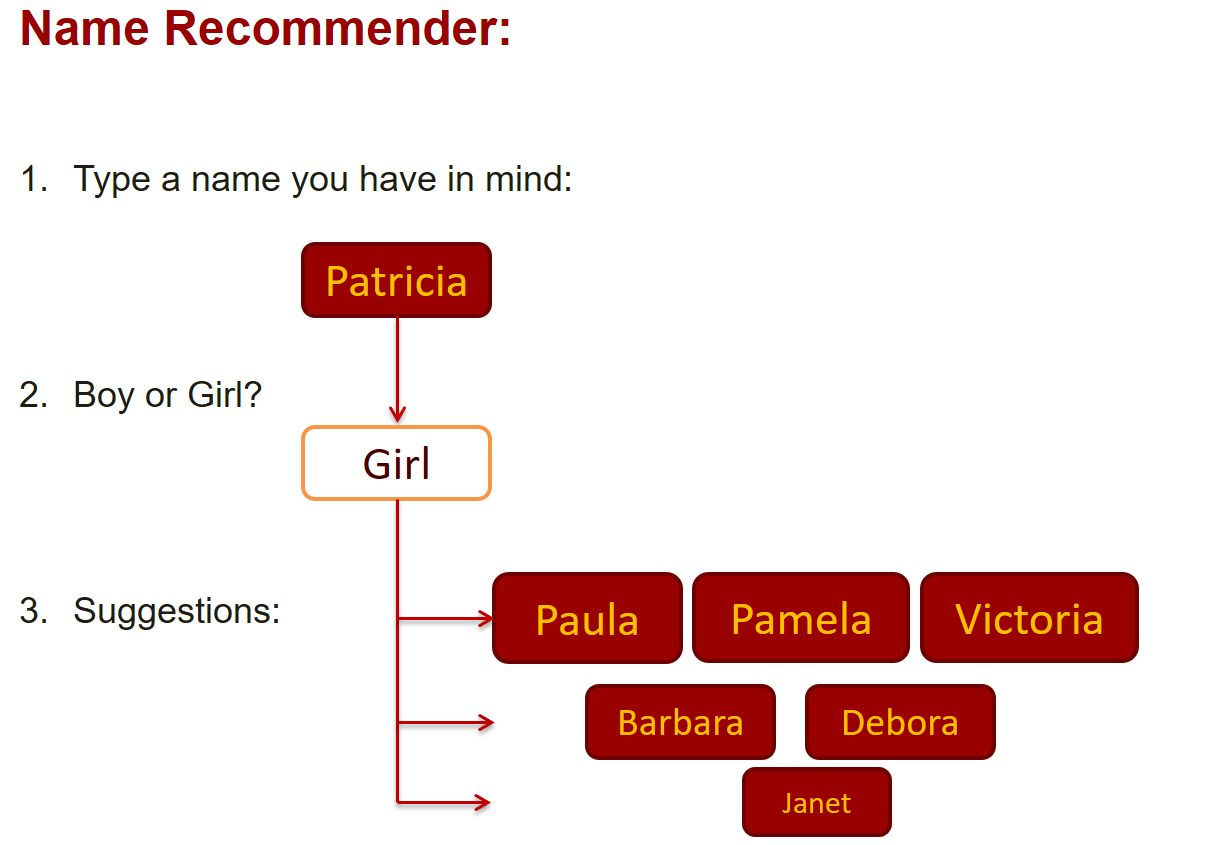 Name Recommender:
1. Type a name you have in mind:
Patricia
2. Boy or Girl?
Girl
3. Suggestions:
Paula Pamela Victoria
Barbara Debora
Janet